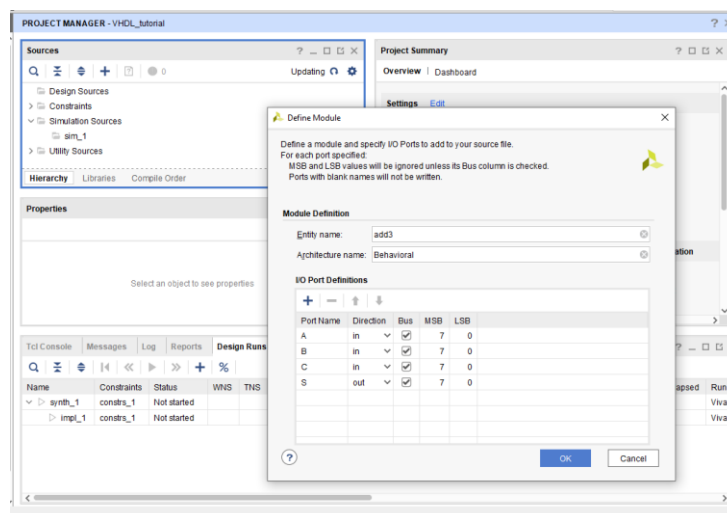 PROJECT MANAGER - VHDL_tutorial
Sources
0
Updating
Design Sources
Constraints
Simulation Sources
sim_1
Utility Sources
Hierarchy Libraries Compile Order
Properties
Select an object to see properties
Project Summary
Overview | Dashboard
Settings Edit
Define Module
Define a module and specify I/O Ports to add to your source file.
For each port specified:
MSB and LSB values will be ignored unless its Bus column is checked.
Ports with blank names will not be written.
Module Definition
Entity name: add3
Architecture name: Behavioral
I/O Port Definitions
Port Name Direction Bus MSB LSB
A in 7 0
B in 7 0
C in 7 0
S out 7 0
? OK Cancel
Tcl Console Messages Log Reports Design Runs
Name Constraints Status WNS TNS apsed Run
synth_1 constrs_1 Not started Viva
impl_1 constrs_1 Not started Viva